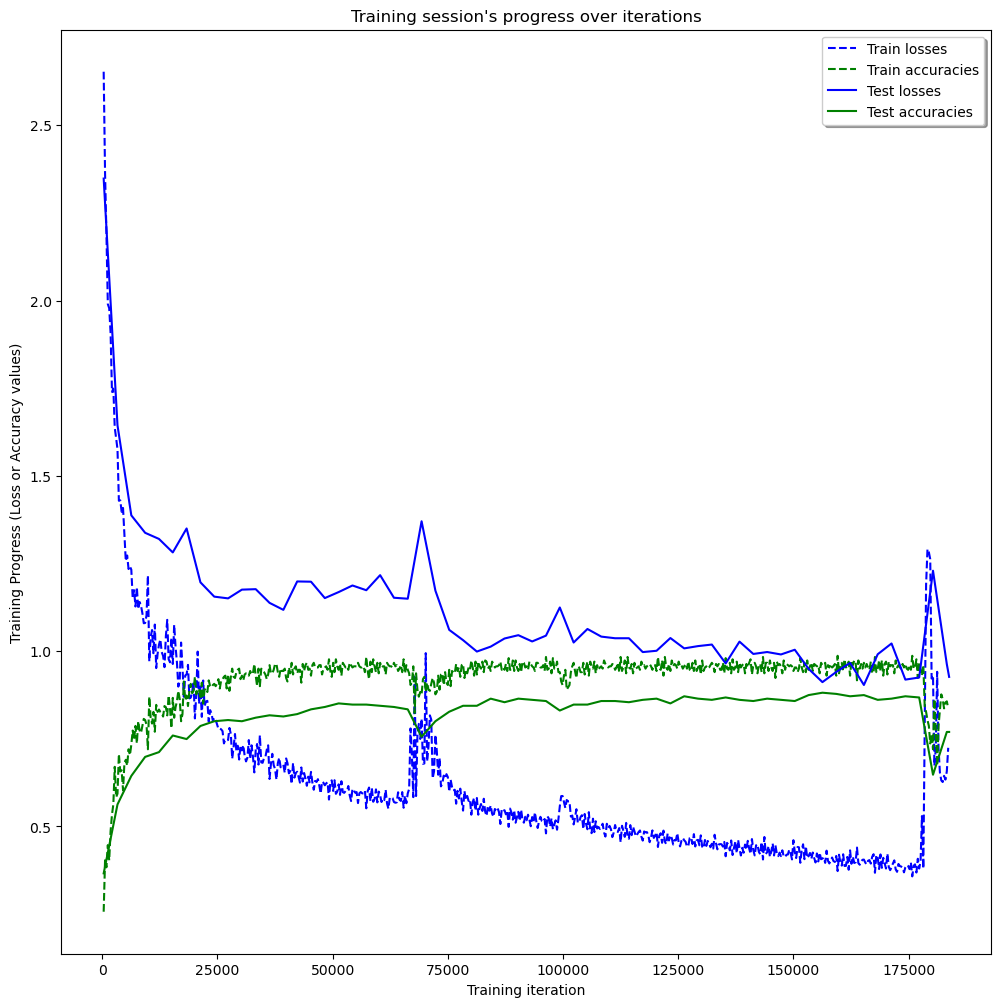 Training session's progress over iterations
Train losses
Train accuracies
Test losses
Test accuracies
Training Progress (Loss or Accuracy values)
2.5
2.0
1.5
1.0
0.5
0
25000
50000
75000
100000
125000
150000
175000
Training iteration